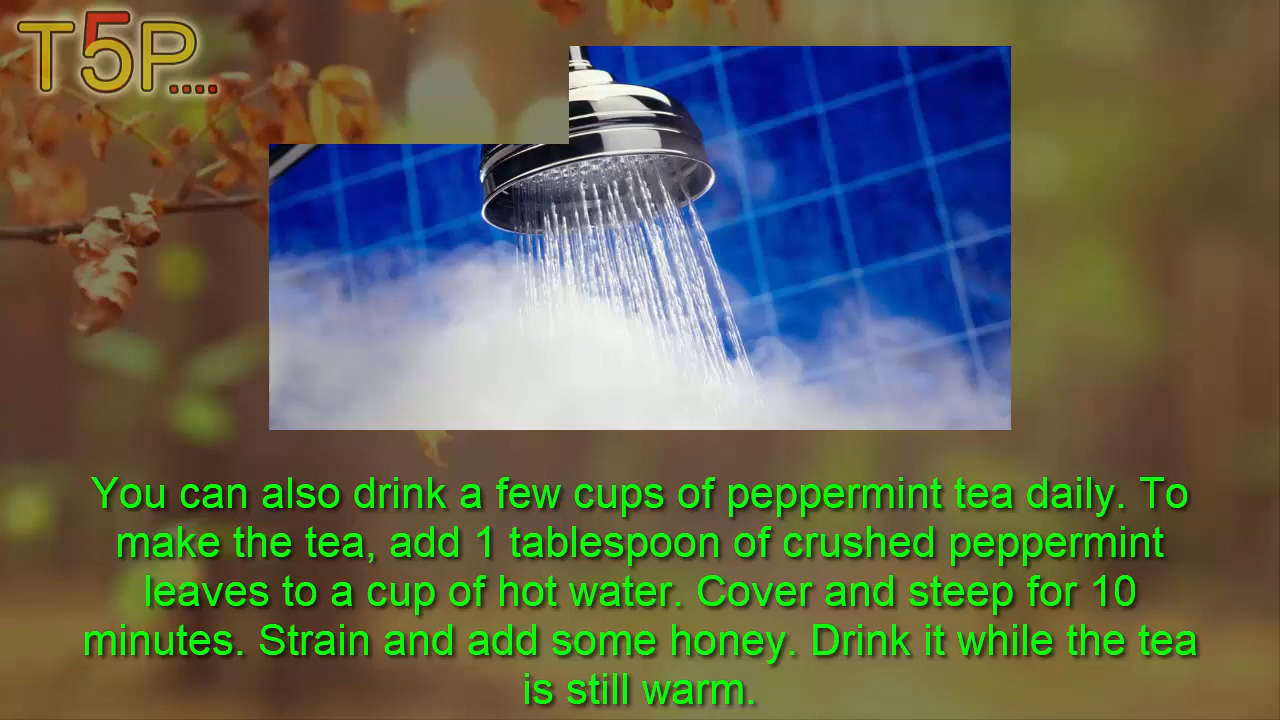 T5P....
You can also drink a few cups of peppermint tea daily. To
make the tea, add 1 tablespoon of crushed peppermint
leaves to a cup of hot water. Cover and steep for 10
minutes. Strain and add some honey. Drink it while the tea
is still warm.